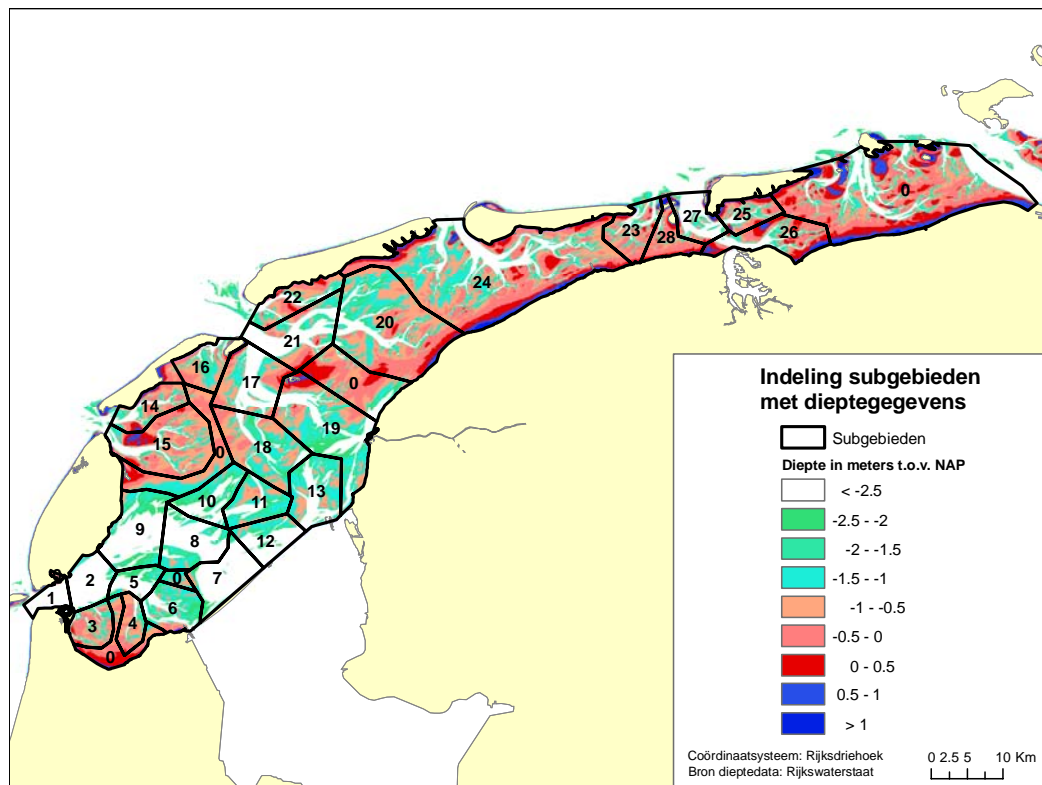 0
27
25
23
28
26
24
22
20
21
16
17
0
14
19
15
0
18
13
10
11
9
8
12
0
7
2
5
1
6
3
4
0
Indeling subgebieden
met dieptegegevens
Subgebieden
Diepte in meters t.o.v. NAP
< -2.5
-2.5 - -2
-2 - -1.5
-1.5 - -1
-1 - -0.5
-0.5 - 0
0 - 0.5
0.5 - 1
> 1
Coördinaatsysteem: Rijksdriehoek
Bron dieptedata: Rijkswaterstaat
0 2.5 5 10 Km